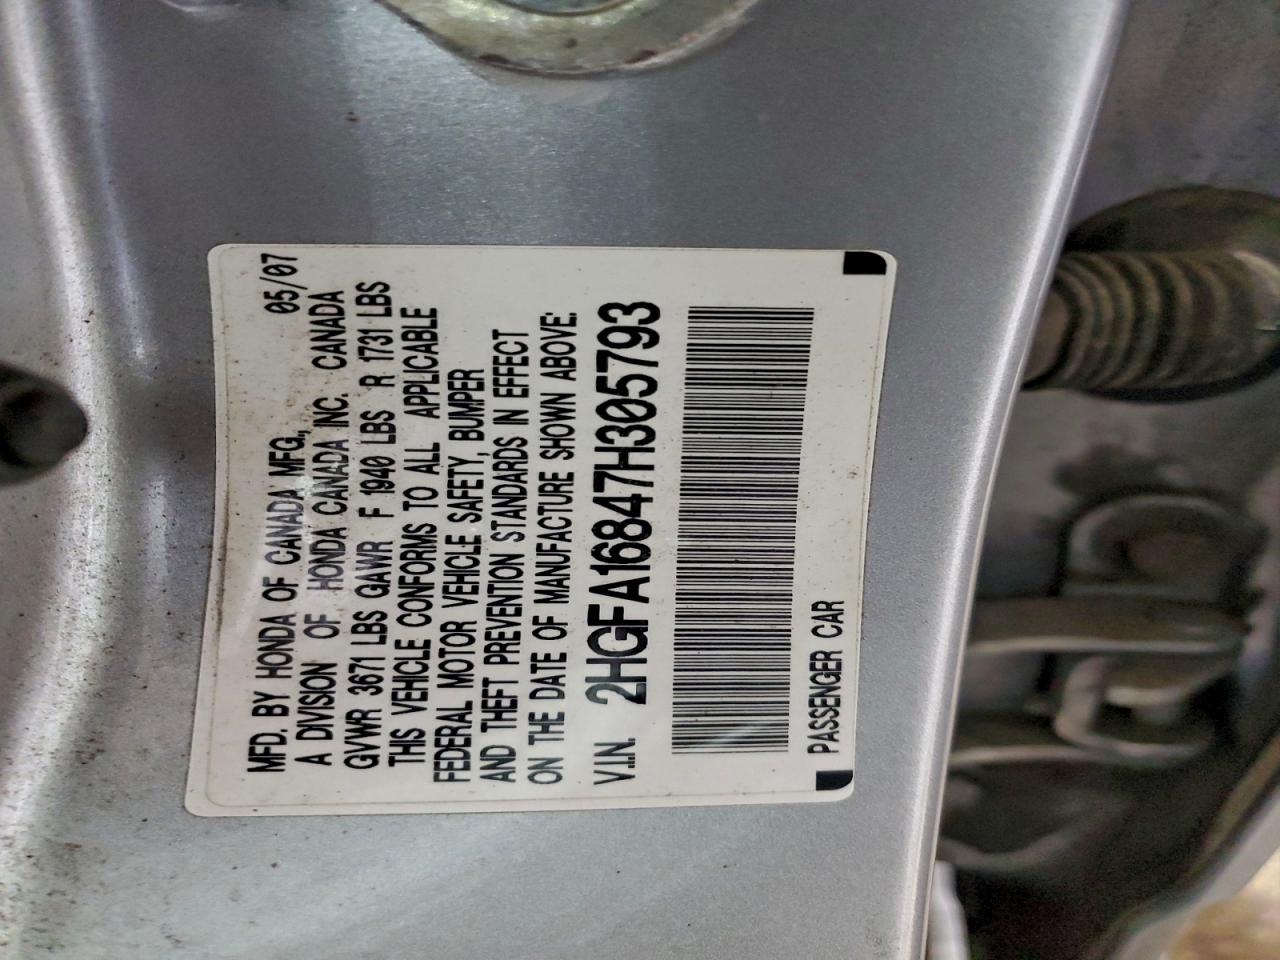 MFD. BY HONDA OF CANADA MFG., 05/07
A DIVISION OF HONDA CANADA INC. CANADA
GVWR 3671 LBS GAWR F 1940 LBS R 1731 LBS
THIS VEHICLE CONFORMS TO ALL APPLICABLE
FEDERAL MOTOR VEHICLE SAFETY, BUMPER
AND THEFT PREVENTION STANDARDS IN EFFECT
ON THE DATE OF MANUFACTURE SHOWN ABOVE:
V.I.N. 2HGFA16847H305793
PASSENGER CAR